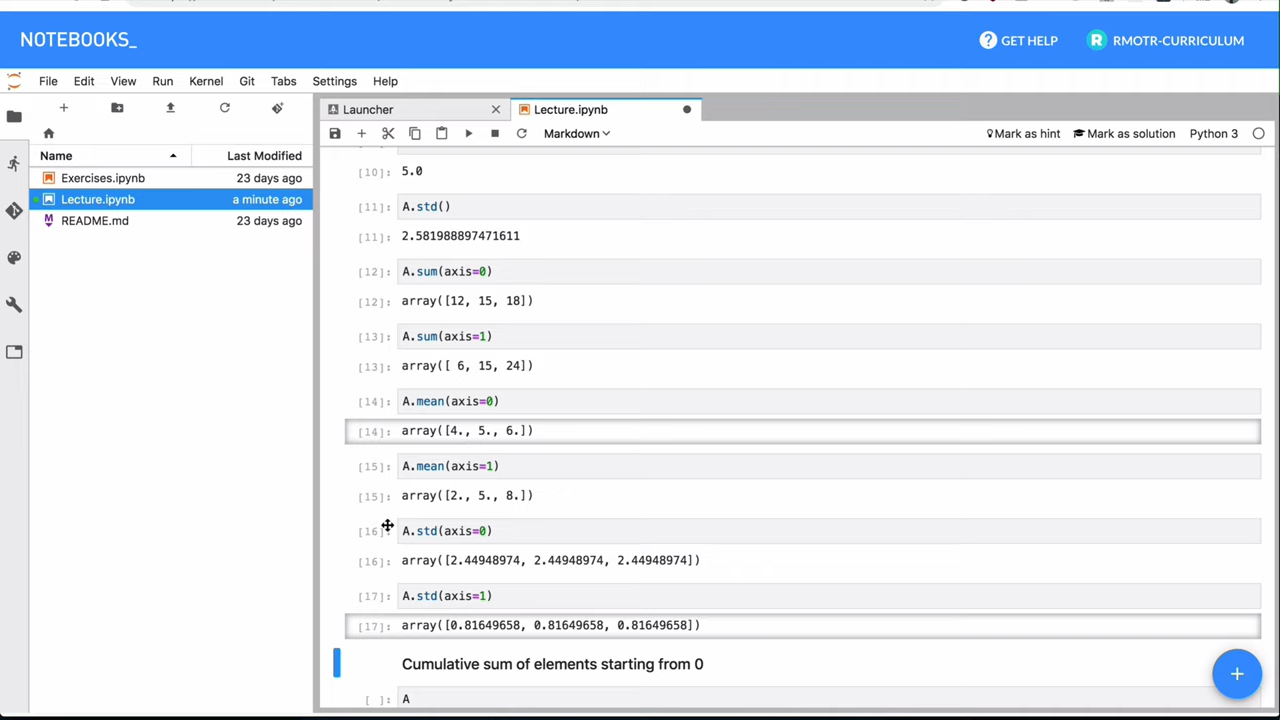 NOTEBOOKS_
GET HELP
R RMOTR-CURRICULUM
File Edit View Run Kernel Git Tabs Settings Help
Launcher
Lecture.ipynb
Markdown
Mark as hint
Mark as solution
Python 3
Name
Last Modified
Exercises.ipynb 23 days ago
Lecture.ipynb a minute ago
README.md 23 days ago
[10]: 5.0
[11]: A.std()
[11]: 2.581988897471611
[12]: A.sum(axis=0)
[12]: array([12, 15, 18])
[13]: A.sum(axis=1)
[13]: array([ 6, 15, 24])
[14]: A.mean(axis=0)
[14]: array([4., 5., 6.])
[15]: A.mean(axis=1)
[15]: array([2., 5., 8.])
[16]: A.std(axis=0)
[16]: array([2.44948974, 2.44948974, 2.44948974])
[17]: A.std(axis=1)
[17]: array([0.81649658, 0.81649658, 0.81649658])
Cumulative sum of elements starting from 0
[ ]: A